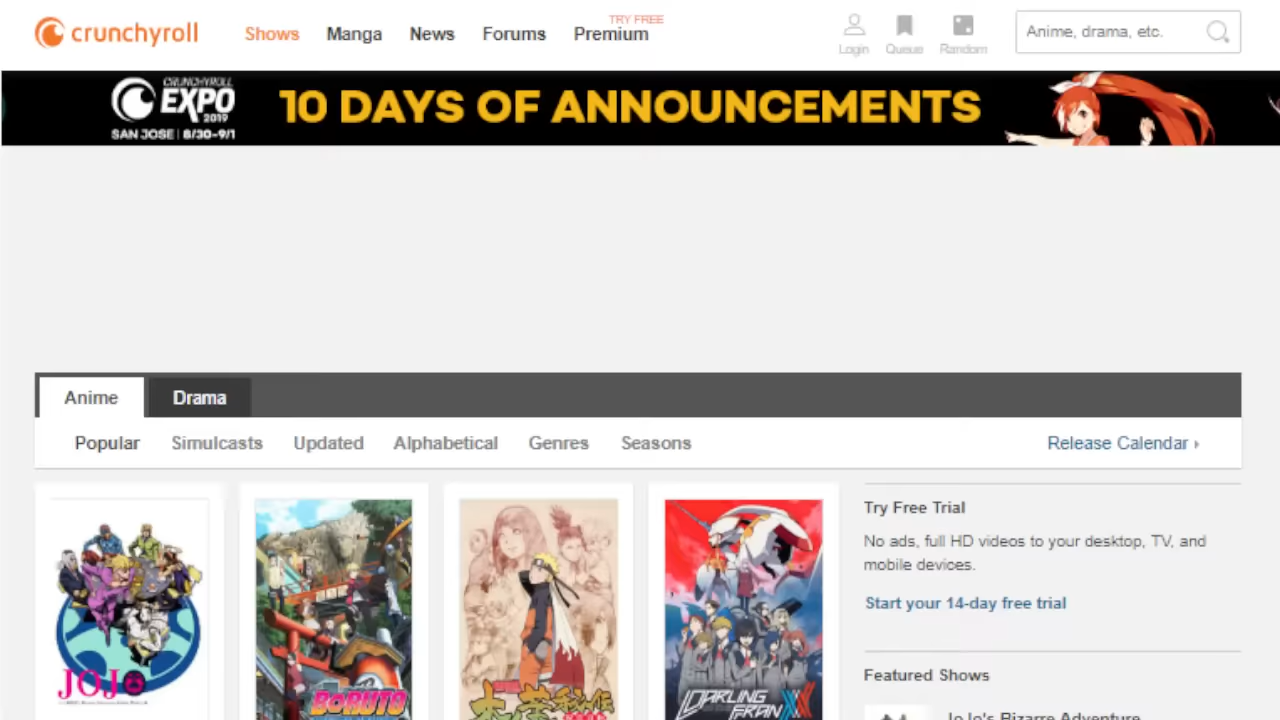 crunchyroll
Shows Manga News Forums Premium TRY FREE
Login Queue Random
Anime, drama, etc.
CRUNCHYROLL
EXPO
2019
SAN JOSE | 8/30-9/1
10 DAYS OF ANNOUNCEMENTS
Anime Drama
Popular Simulcasts Updated Alphabetical Genres Seasons Release Calendar
JOJO
BORUTO
DARLING
FRANXX
Try Free Trial
No ads, full HD videos to your desktop, TV, and
mobile devices.
Start your 14-day free trial
Featured Shows
JoJo's Bizarre Adventure